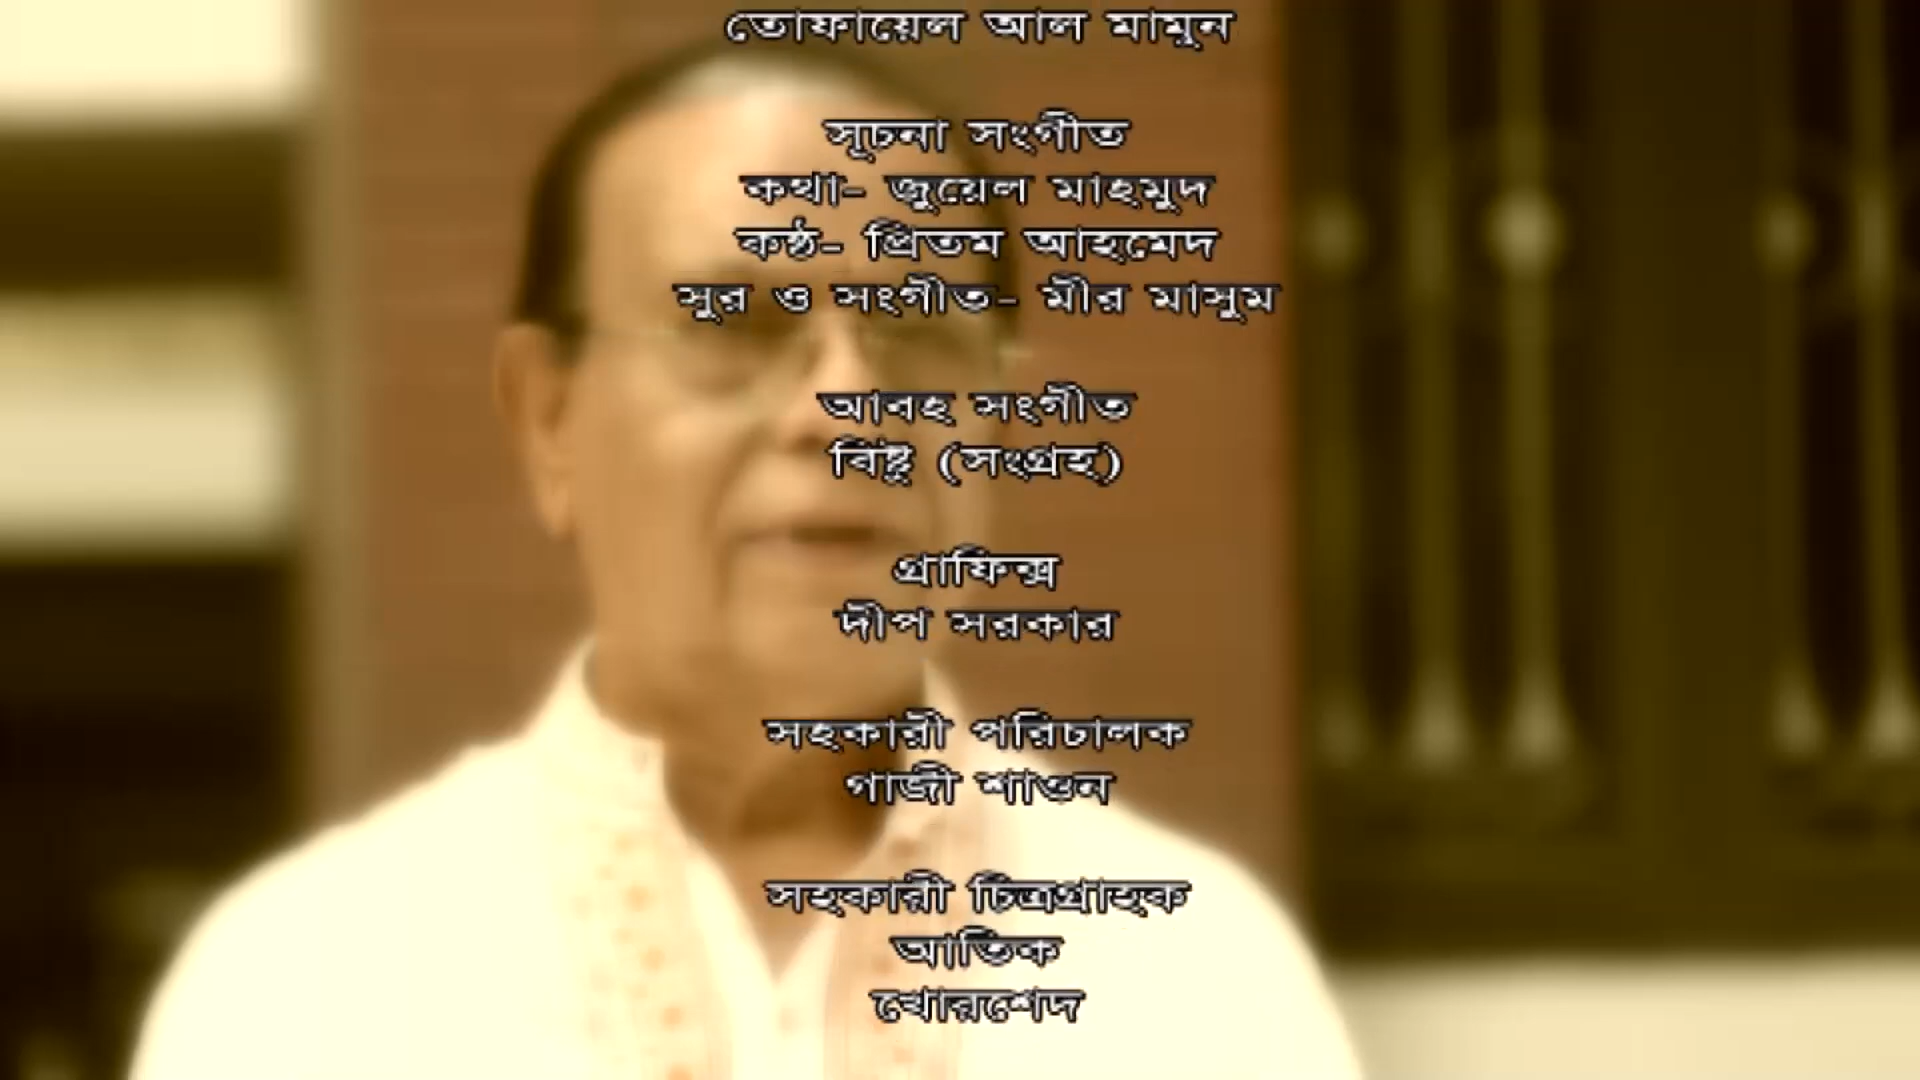 তোফায়েল আল মামুন
সূচনা সংগীত
কথা- জুয়েল মাহমুদ
কন্ঠ- প্রিতম আহমেদ
সুর ও সংগীত- মীর মাসুম
আবহ সংগীত
বিষ্টু (সংগ্রহ)
গ্রাফিক্স
দীপ সরকার
সহকারী পরিচালক
গাজী শাওন
সহকারী চিত্রগ্রাহক
আতিক
খোরশেদ